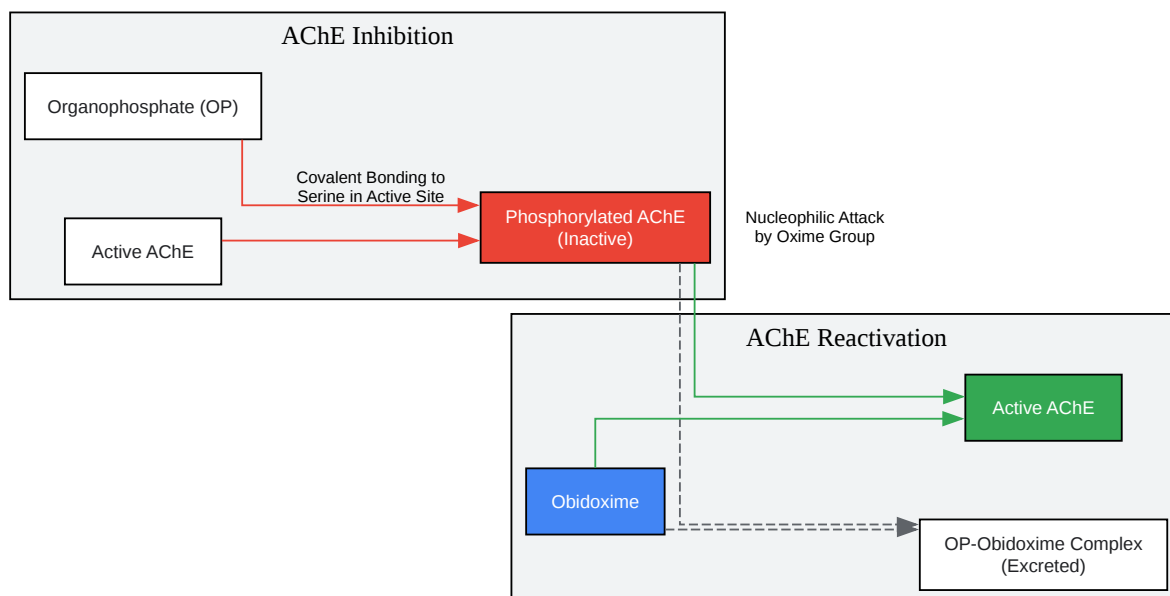 AChE Inhibition
Organophosphate (OP)
Covalent Bonding to
Serine in Active Site
Active AChE
Phosphorylated AChE
(Inactive)
Nucleophilic Attack
by Oxime Group
AChE Reactivation
Active AChE
Obidoxime
OP-Obidoxime Complex
(Excreted)